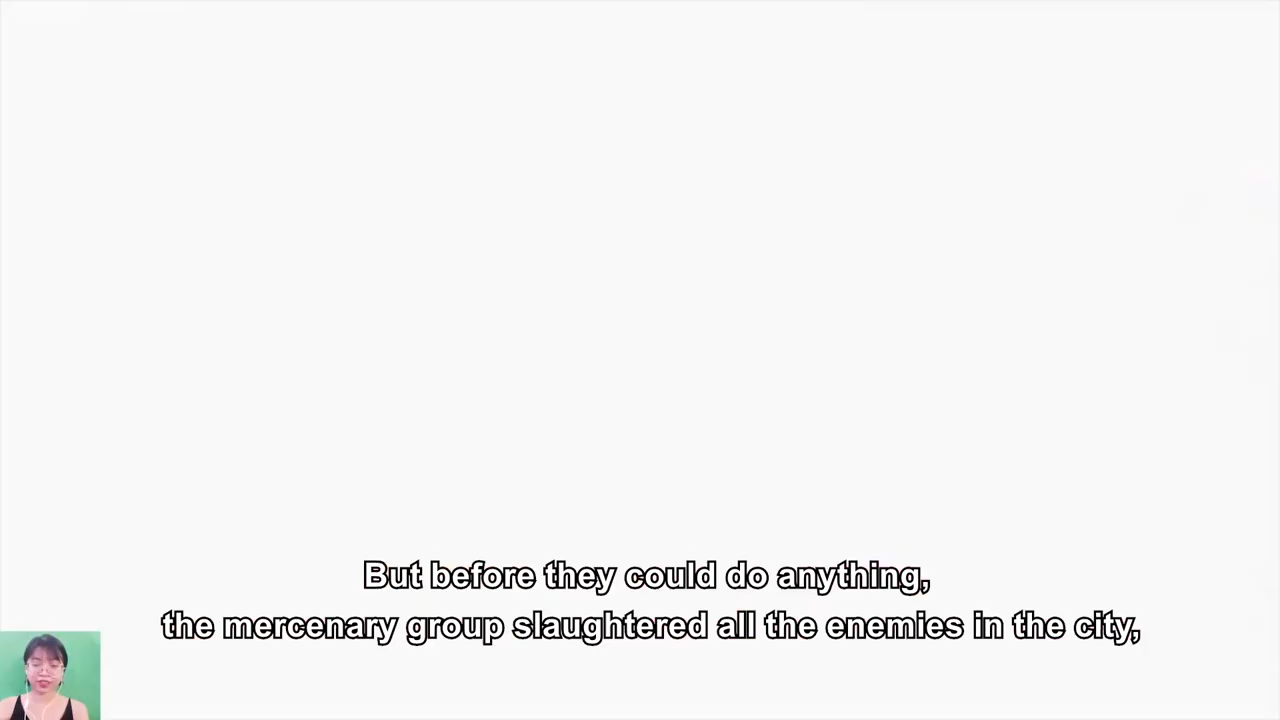 But before they could do anything,
the mercenary group slaughtered all the enemies in the city,